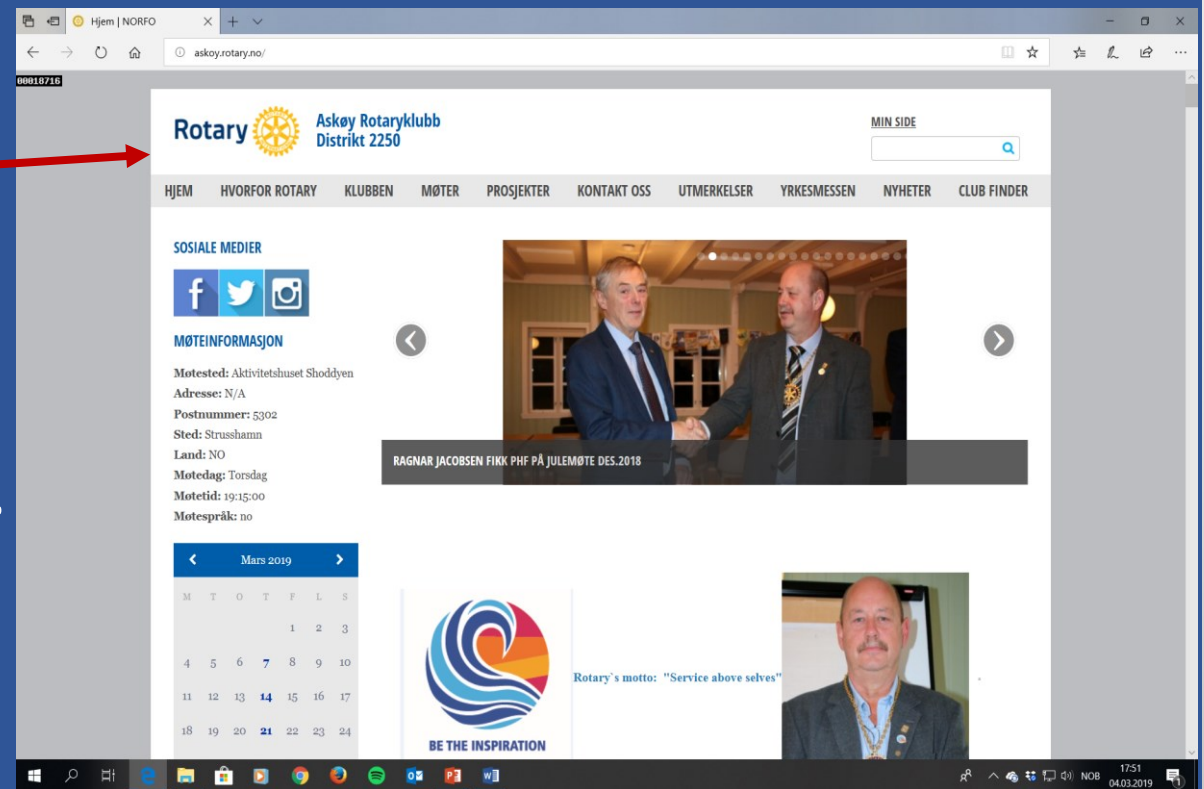 Hjem | NORFO
askoy.rotary.no/
00018716
Rotary
Askøy Rotaryklubb
Distrikt 2250
MIN SIDE
HJEM HVORFOR ROTARY KLUBBEN MØTER PROSJEKTER KONTAKT OSS UTMERKELSER YRKESMESSEN NYHETER CLUB FINDER
SOSIALE MEDIER
MØTEINFORMASJON
Møtested: Aktivitetshuset Shoddyen
Adresse: N/A
Postnummer: 5302
Sted: Strusshamn
Land: NO
Møtedag: Torsdag
Møtetid: 19:15:00
Møtespråk: no
RAGNAR JACOBSEN FIKK PHF PÅ JULEMØTE DES.2018
Mars 2019
M T O T F L S
1 2 3
4 5 6 7 8 9 10
11 12 13 14 15 16 17
18 19 20 21 22 23 24
BE THE INSPIRATION
Rotary`s motto: "Service above selves"
NOB
17:51
04.03.2019